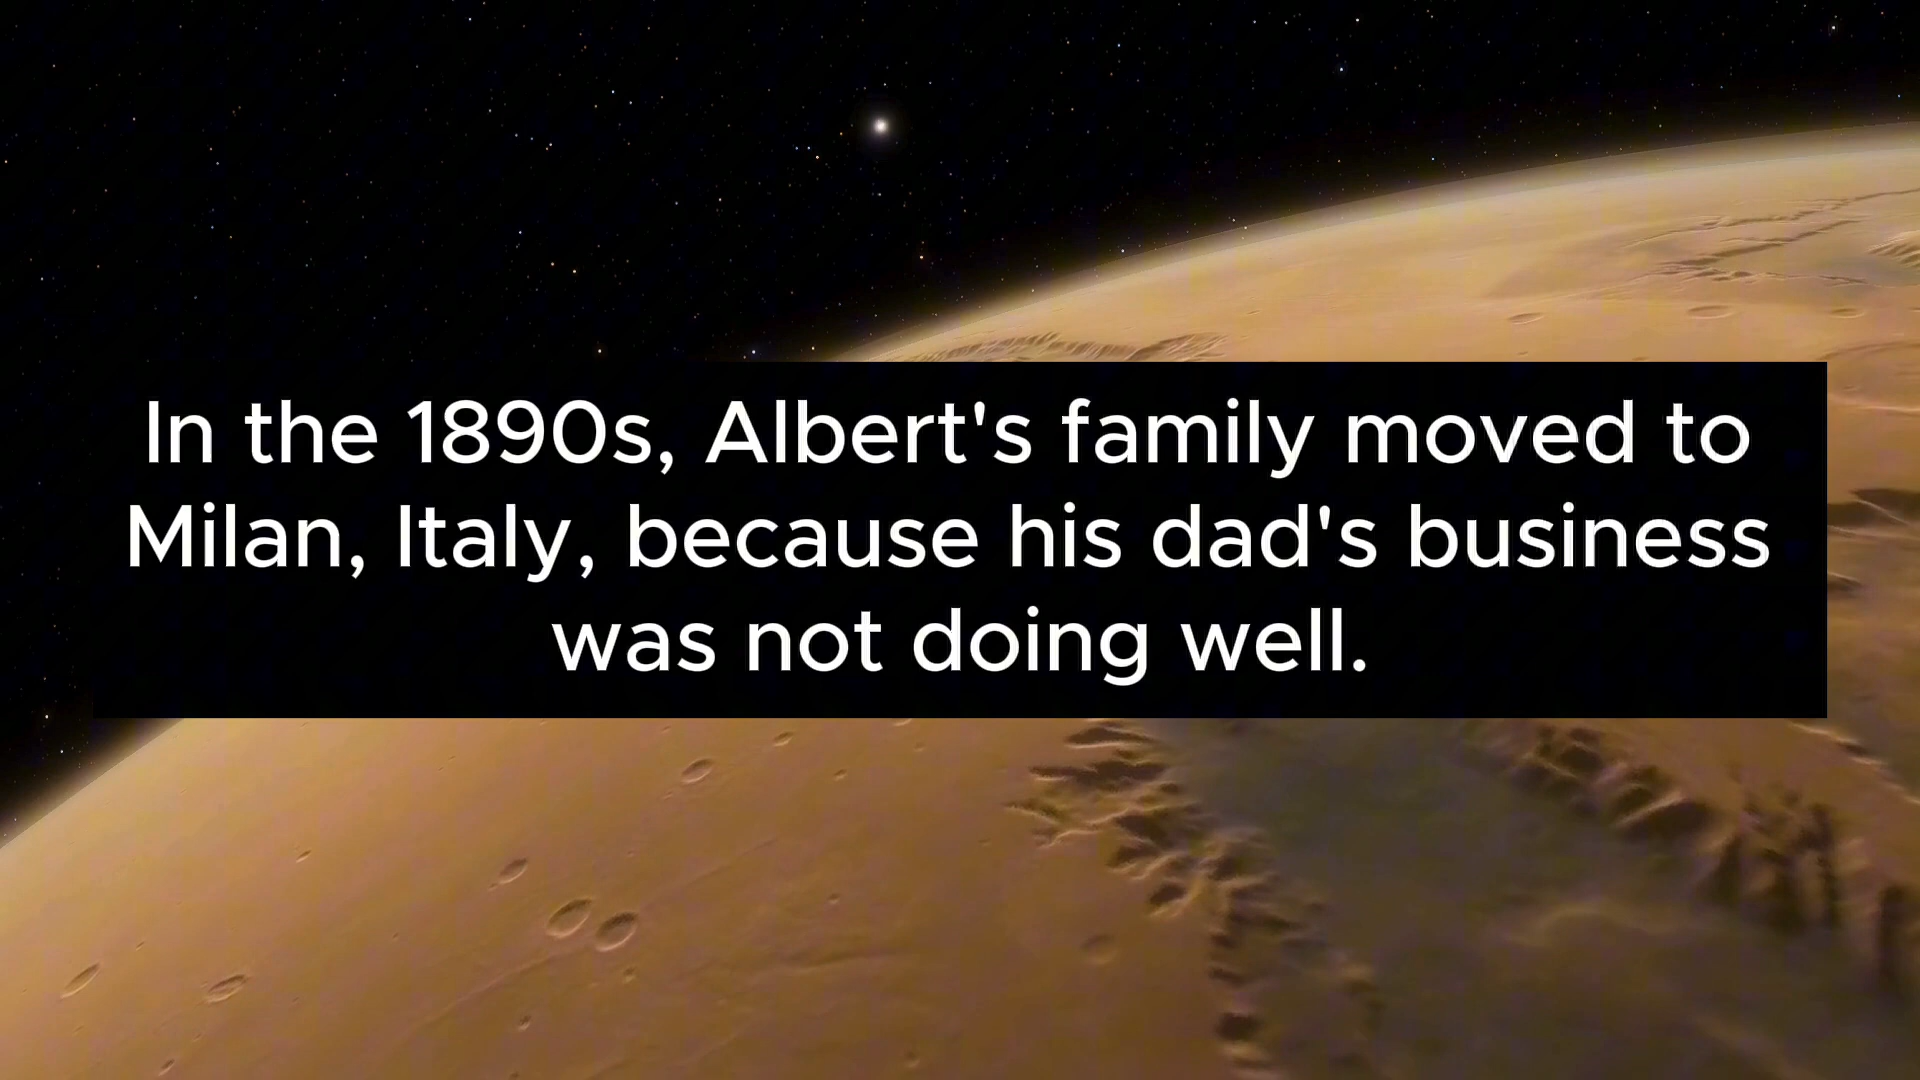 In the 1890s, Albert's family moved to
Milan, Italy, because his dad's business
was not doing well.